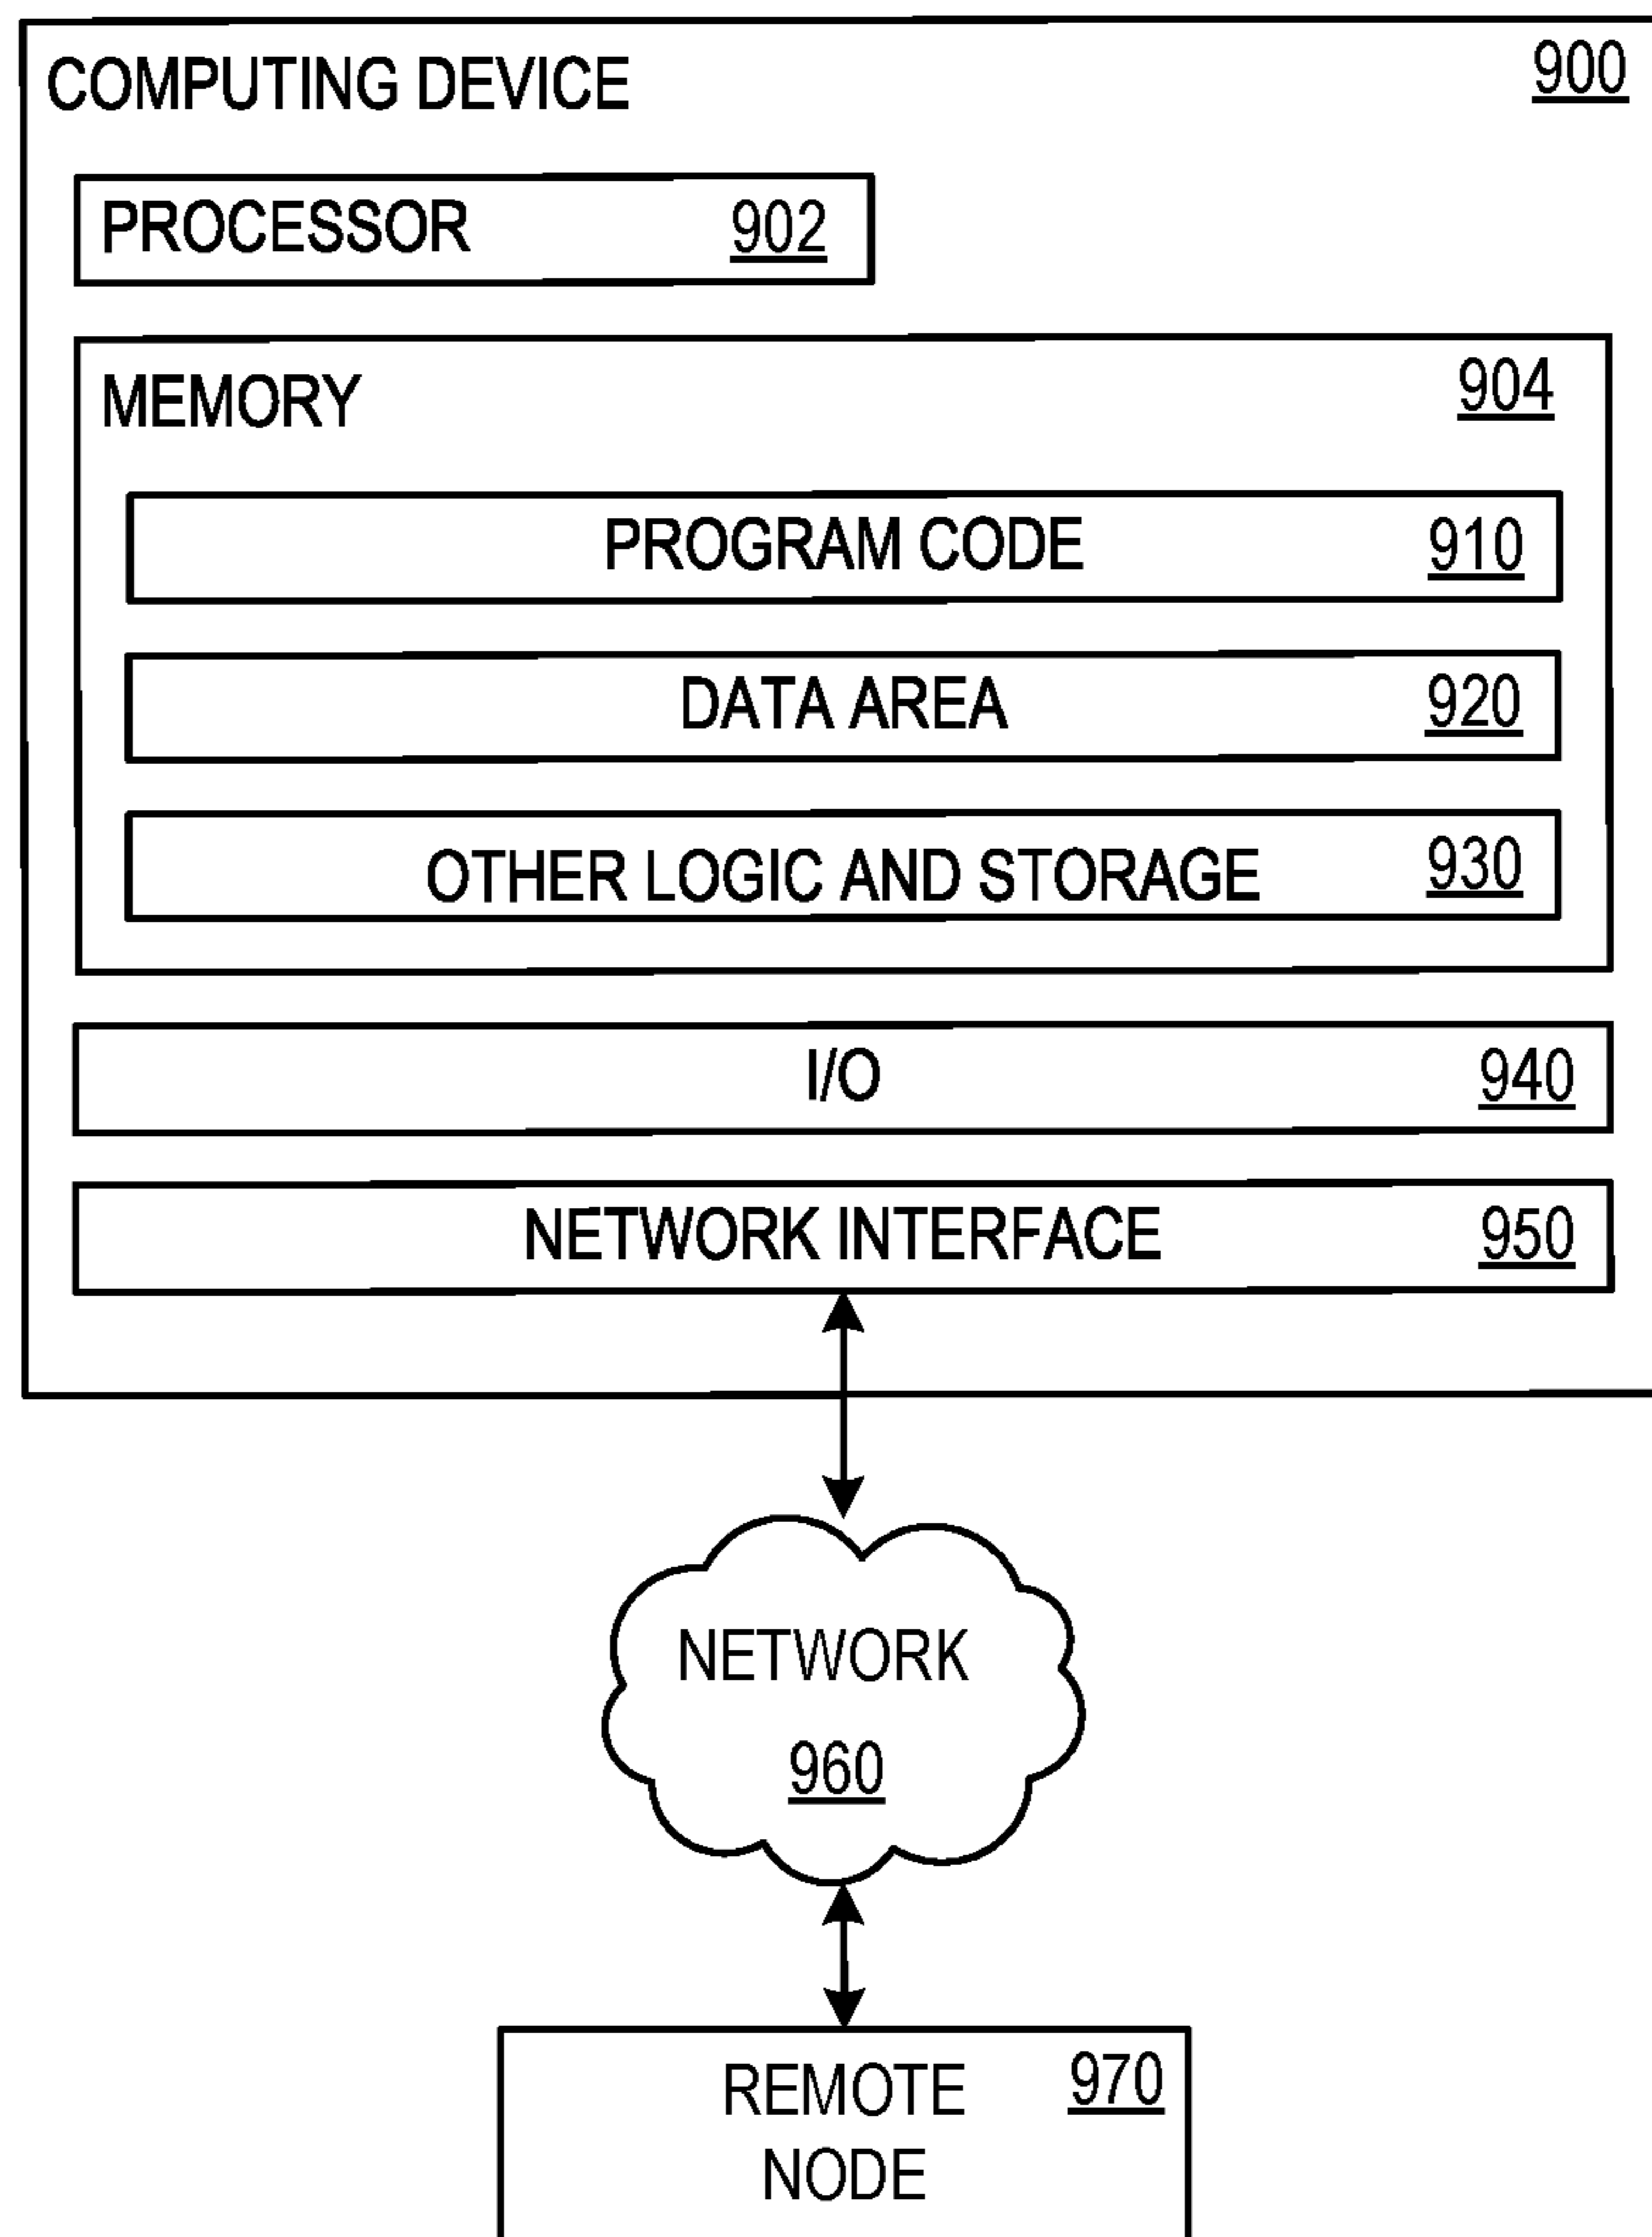 COMPUTING DEVICE 900
PROCESSOR 902
MEMORY 904
PROGRAM CODE 910
DATA AREA 920
OTHER LOGIC AND STORAGE 930
I/O 940
NETWORK INTERFACE 950
NETWORK
960
REMOTE 970
NODE